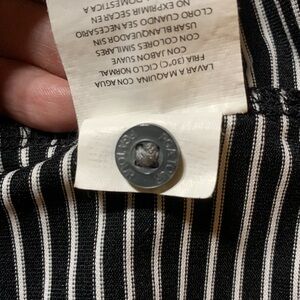 LAVAR A MAQUINA CON AGUA
FRIA (30°C) CICLO NORMAL
CON JABON SUAVE
CON COLORES SIMILARES
USAR BLANQUEADOR SIN
CLORO CUANDO SEA NECESARIO
NO EXPRIMIR SECAR EN
DOMESTICA A